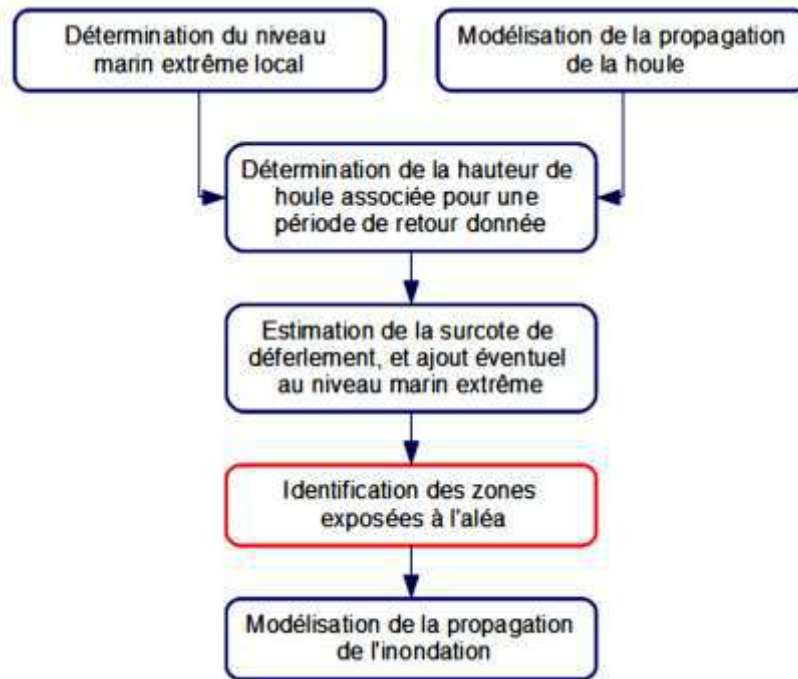 Détermination du niveau
marin extrême local
Modélisation de la propagation
de la houle
Détermination de la hauteur de
houle associée pour une
période de retour donnée
Estimation de la surcote de
déferlement, et ajout éventuel
au niveau marin extrême
Identification des zones
exposées à l'aléa
Modélisation de la propagation
de l'inondation